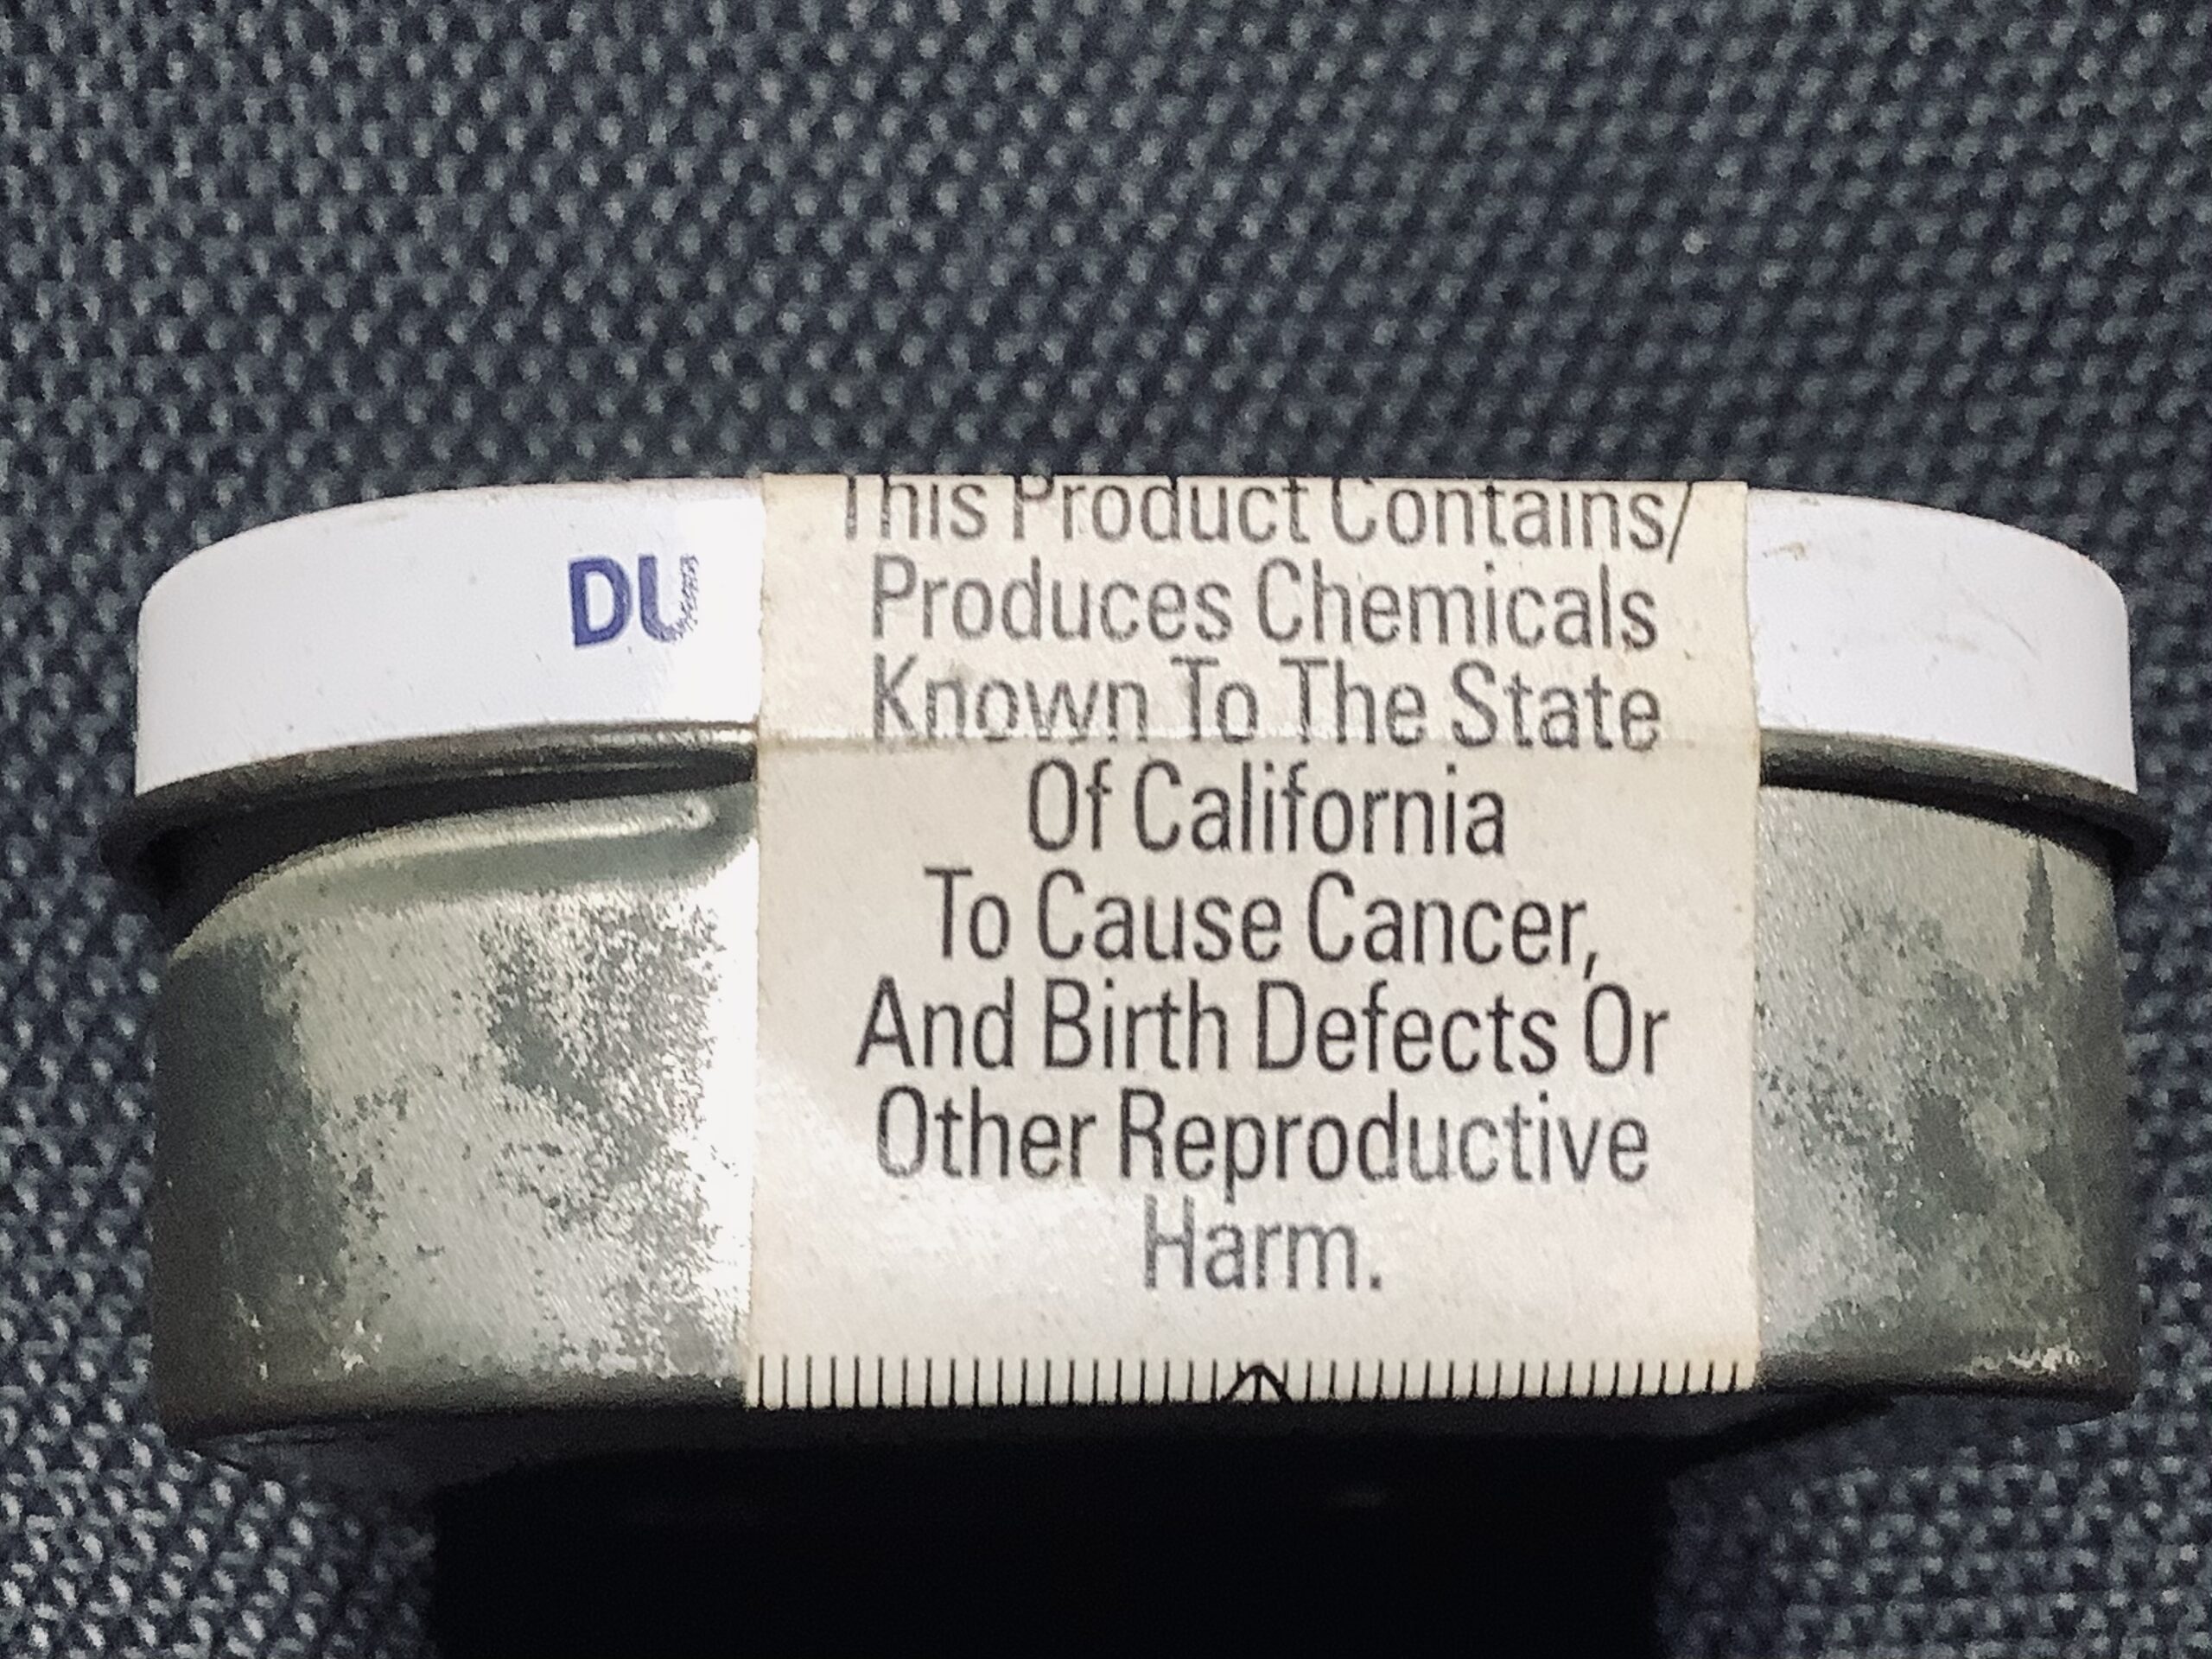 DU
This Product Contains/
Produces Chemicals
Known To The State
Of California
To Cause Cancer,
And Birth Defects Or
Other Reproductive
Harm.